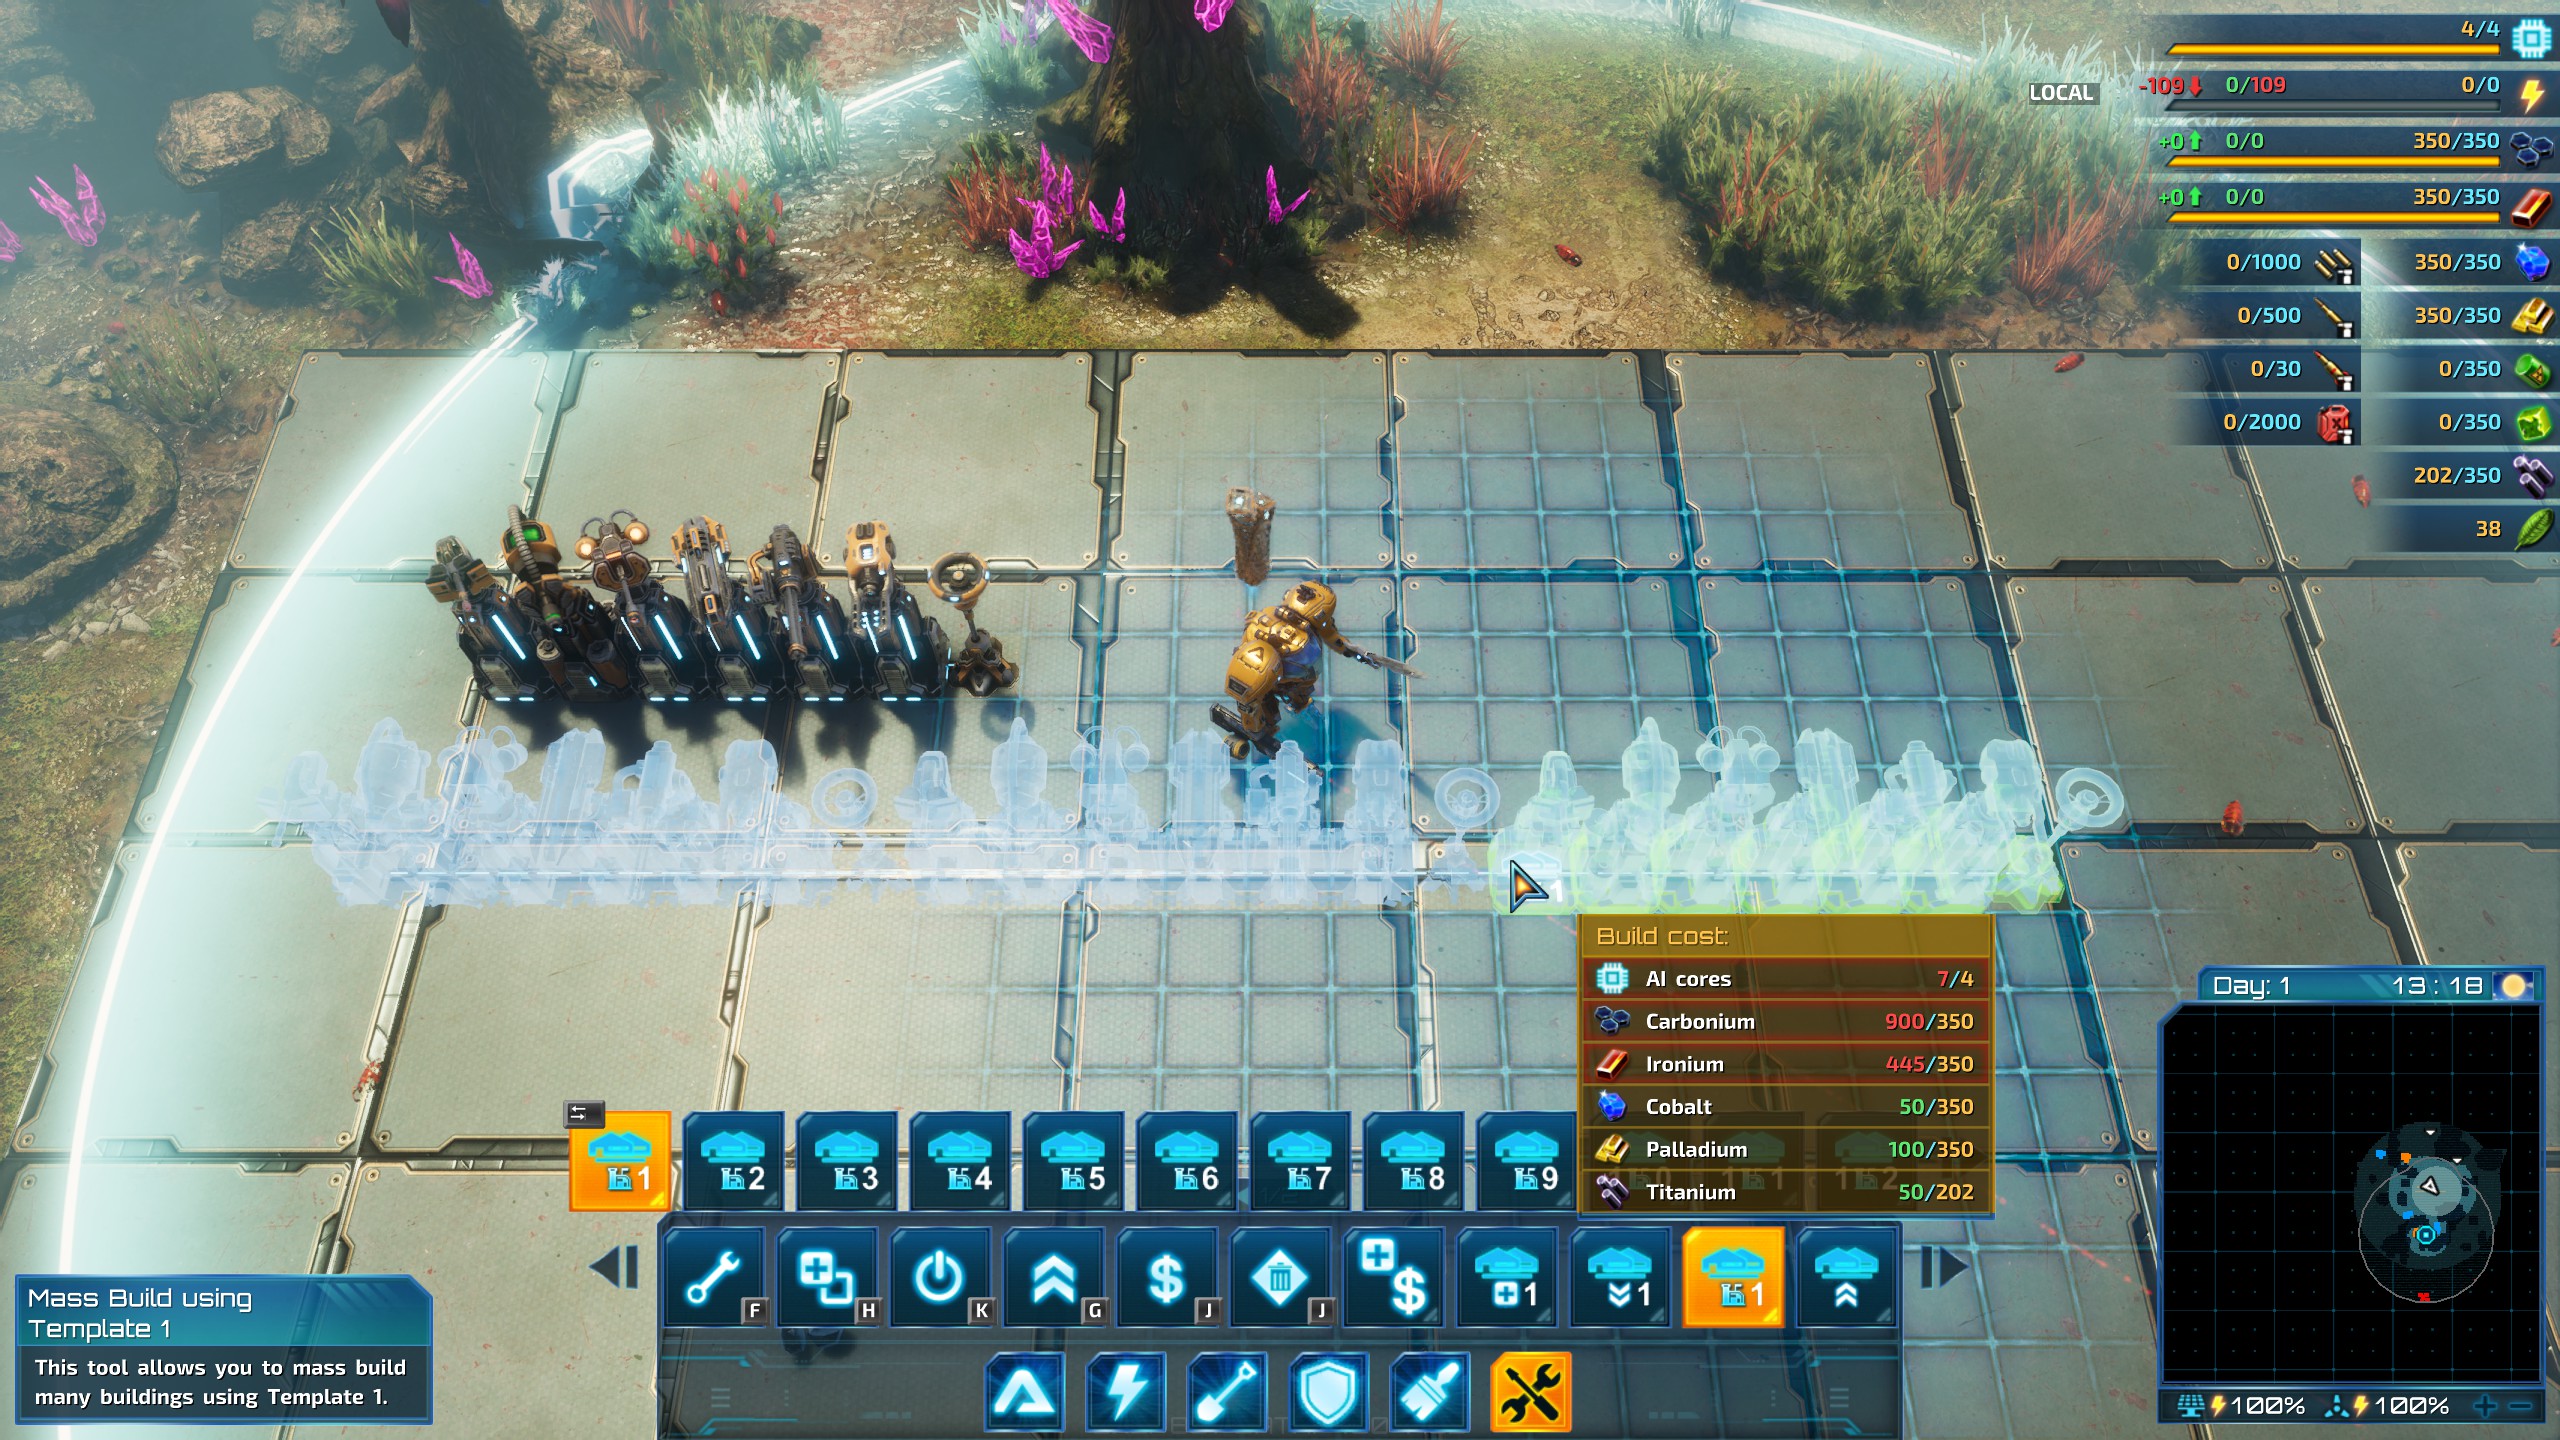 4/4
LOCAL
-109 0/109 0/0
+0 0/0 350/350
+0 0/0 350/350
0/1000 350/350
0/500 350/350
0/30 0/350
0/2000 0/350
202/350
38
1
Build cost:
AI cores 7/4
Carbonium 900/350
Ironium 445/350
Cobalt 50/350
Palladium 100/350
Titanium 50/202
Day: 1 13:18
1 2 3 4 5 6 7 8 9
F H K G J J 1 1 1
Mass Build using
Template 1
This tool allows you to mass build
many buildings using Template 1.
100% 100%